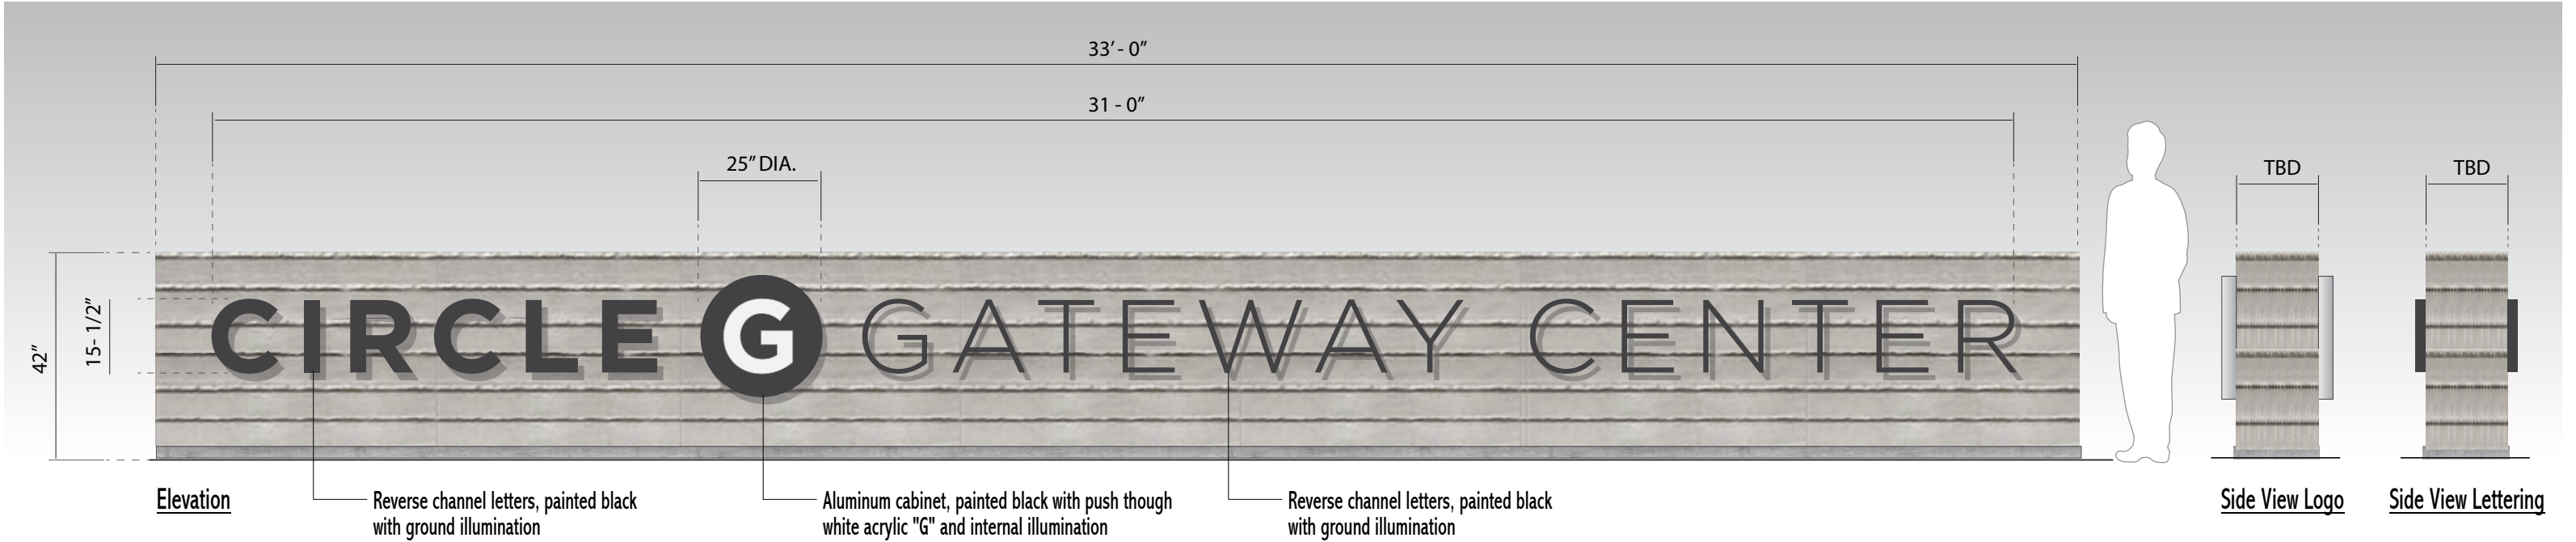 33’- 0”
31 - 0”
25” DIA.
TBD
TBD
42”
15- 1/2”
CIRCLE G GATEWAY CENTER
Elevation
Reverse channel letters, painted black
with ground illumination
Aluminum cabinet, painted black with push though
white acrylic "G" and internal illumination
Reverse channel letters, painted black
with ground illumination
Side View Logo
Side View Lettering